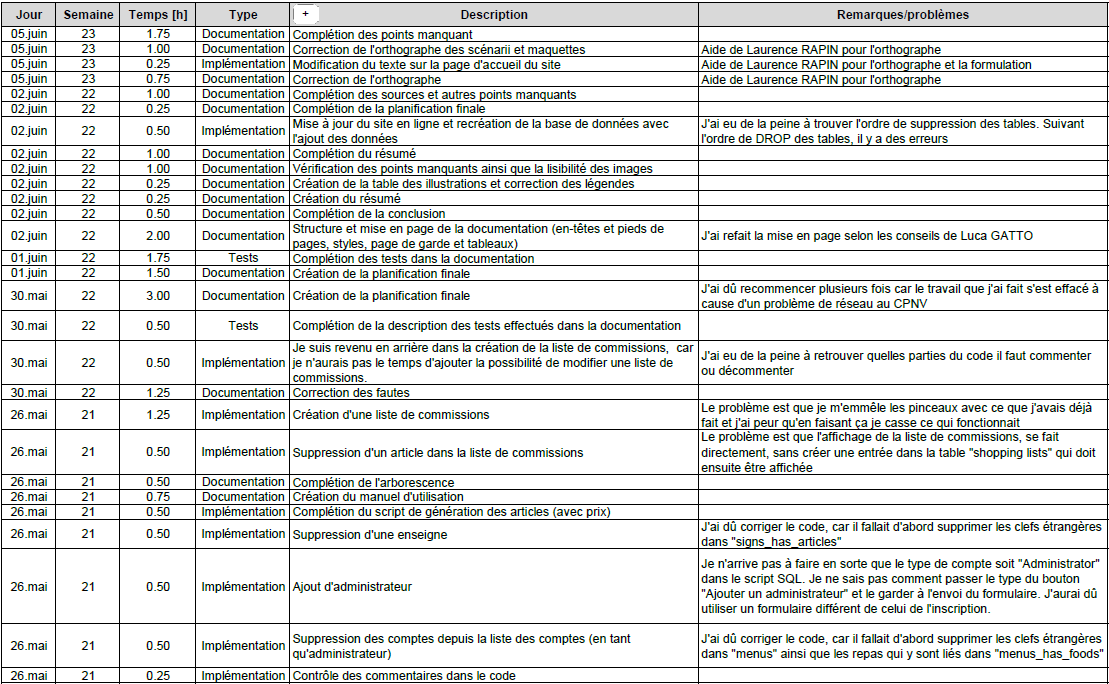 Jour Semaine Temps [h] Type + Description Remarques/problèmes
05.juin 23 1.75 Documentation Complétion des points manquant
05.juin 23 1.00 Documentation Correction de l'orthographe des scénarii et maquettes Aide de Laurence RAPIN pour l'orthographe
05.juin 23 0.25 Implémentation Modification du texte sur la page d'accueil du site Aide de Laurence RAPIN pour l'orthographe et la formulation
05.juin 23 0.75 Documentation Correction de l'orthographe Aide de Laurence RAPIN pour l'orthographe
02.juin 22 1.00 Documentation Complétion des sources et autres points manquants
02.juin 22 0.25 Documentation Complétion de la planification finale
02.juin 22 0.50 Implémentation Mise à jour du site en ligne et recréation de la base de données avec
l'ajout des données
J'ai eu de la peine à trouver l'ordre de suppression des tables. Suivant
l'ordre de DROP des tables, il y a des erreurs
02.juin 22 1.00 Documentation Complétion du résumé
02.juin 22 1.00 Documentation Vérification des points manquants ainsi que la lisibilité des images
02.juin 22 0.25 Documentation Création de la table des illustrations et correction des légendes
02.juin 22 0.25 Documentation Création du résumé
02.juin 22 0.50 Documentation Complétion de la conclusion
02.juin 22 2.00 Documentation Structure et mise en page de la documentation (en-têtes et pieds de
pages, styles, page de garde et tableaux)
J'ai refait la mise en page selon les conseils de Luca GATTO
01.juin 22 1.75 Tests Complétion des tests dans la documentation
01.juin 22 1.50 Documentation Création de la planification finale
30.mai 22 3.00 Documentation Création de la planification finale
J'ai dû recommencer plusieurs fois car le travail que j'ai fait s'est effacé à
cause d'un problème de réseau au CPNV
30.mai 22 0.50 Tests Complétion de la description des tests effectués dans la documentation
30.mai 22 0.50 Implémentation Je suis revenu en arrière dans la création de la liste de commissions, car
je n'aurais pas le temps d'ajouter la possibilité de modifier une liste de
commissions.
J'ai eu de la peine à retrouver quelles parties du code il faut commenter
ou décommenter
30.mai 22 1.25 Documentation Correction des fautes
26.mai 21 1.25 Implémentation Création d'une liste de commissions
Le problème est que je m'emmêle les pinceaux avec ce que j'avais déjà
fait et j'ai peur qu'en faisant ça je casse ce qui fonctionnait
26.mai 21 0.50 Implémentation Suppression d'un article dans la liste de commissions
Le problème est que l'affichage de la liste de commissions, se fait
directement, sans créer une entrée dans la table "shopping lists" qui doit
ensuite être affichée
26.mai 21 0.50 Documentation Complétion de l'arborescence
26.mai 21 0.75 Documentation Création du manuel d'utilisation
26.mai 21 0.50 Implémentation Complétion du script de génération des articles (avec prix)
26.mai 21 0.50 Implémentation Suppression d'une enseigne
J'ai dû corriger le code, car il fallait d'abord supprimer les clefs étrangères
dans "signs_has_articles"
26.mai 21 0.50 Implémentation Ajout d'administrateur
Je n'arrive pas à faire en sorte que le type de compte soit "Administrator"
dans le script SQL. Je ne sais pas comment passer le type du bouton
"Ajouter un administrateur" et le garder à l'envoi du formulaire. J'aurai dû
utiliser un formulaire différent de celui de l'inscription.
26.mai 21 0.50 Implémentation Suppression des comptes depuis la liste des comptes (en tant
qu'administrateur)
J'ai dû corriger le code, car il fallait d'abord supprimer les clefs étrangères
dans "menus" ainsi que les repas qui y sont liés dans "menus_has_foods"
26.mai 21 0.25 Implémentation Contrôle des commentaires dans le code